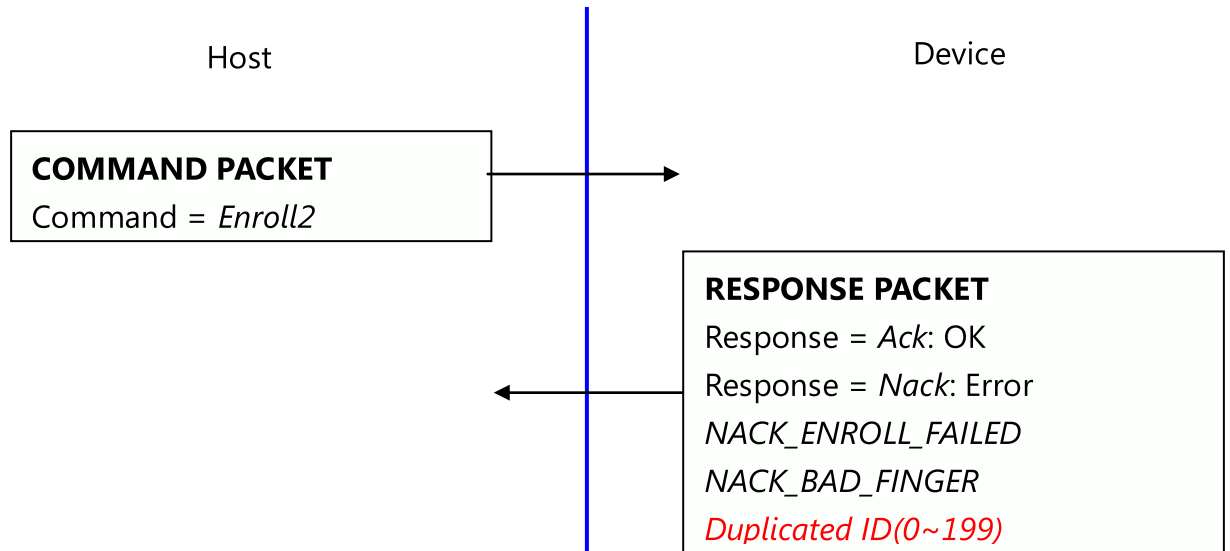 Host
Device
COMMAND PACKET
Command = Enroll2
RESPONSE PACKET
Response = Ack: OK
Response = Nack: Error
NACK_ENROLL_FAILED
NACK_BAD_FINGER
Duplicated ID(0~199)